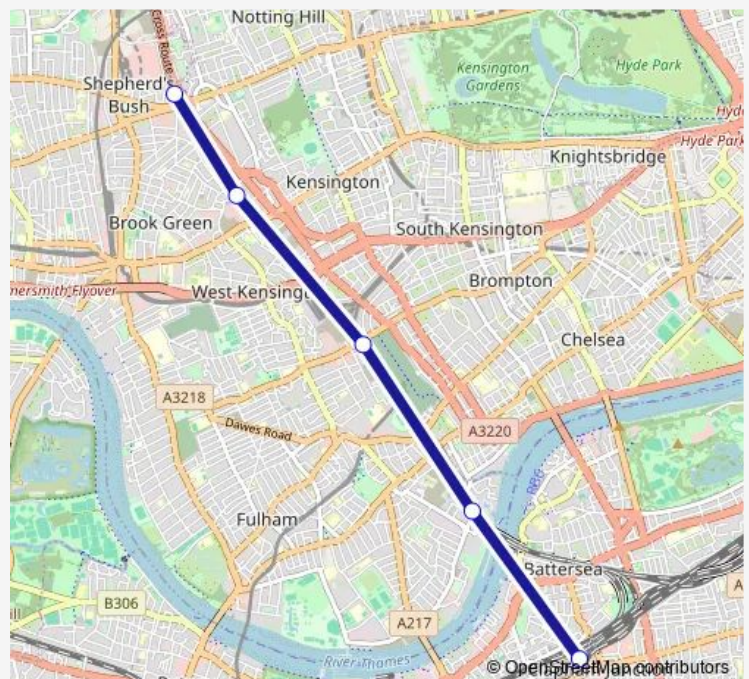 Notting Hill
Cross Route
Shepherd's
Bush
Kensington
Gardens
Hyde Park
Hyde Park
Knightsbridge
Kensington
Brook Green
South Kensington
mersmith Flyover
West Kensingt
Brompton
Chelsea
A3218
Dawes Road
A3220
Fulham
Battersea
B306
A217
River Thames
© OpenStreetMap contributors